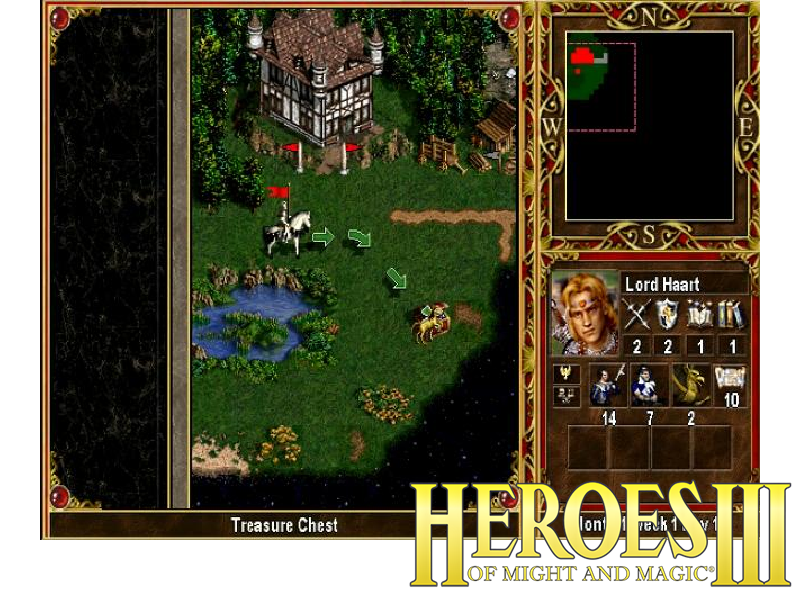 N
W
E
S
Lord Haart
2 2 1 1
10
14 7 2
Treasure Chest
HEROES III
OF MIGHT AND MAGIC®